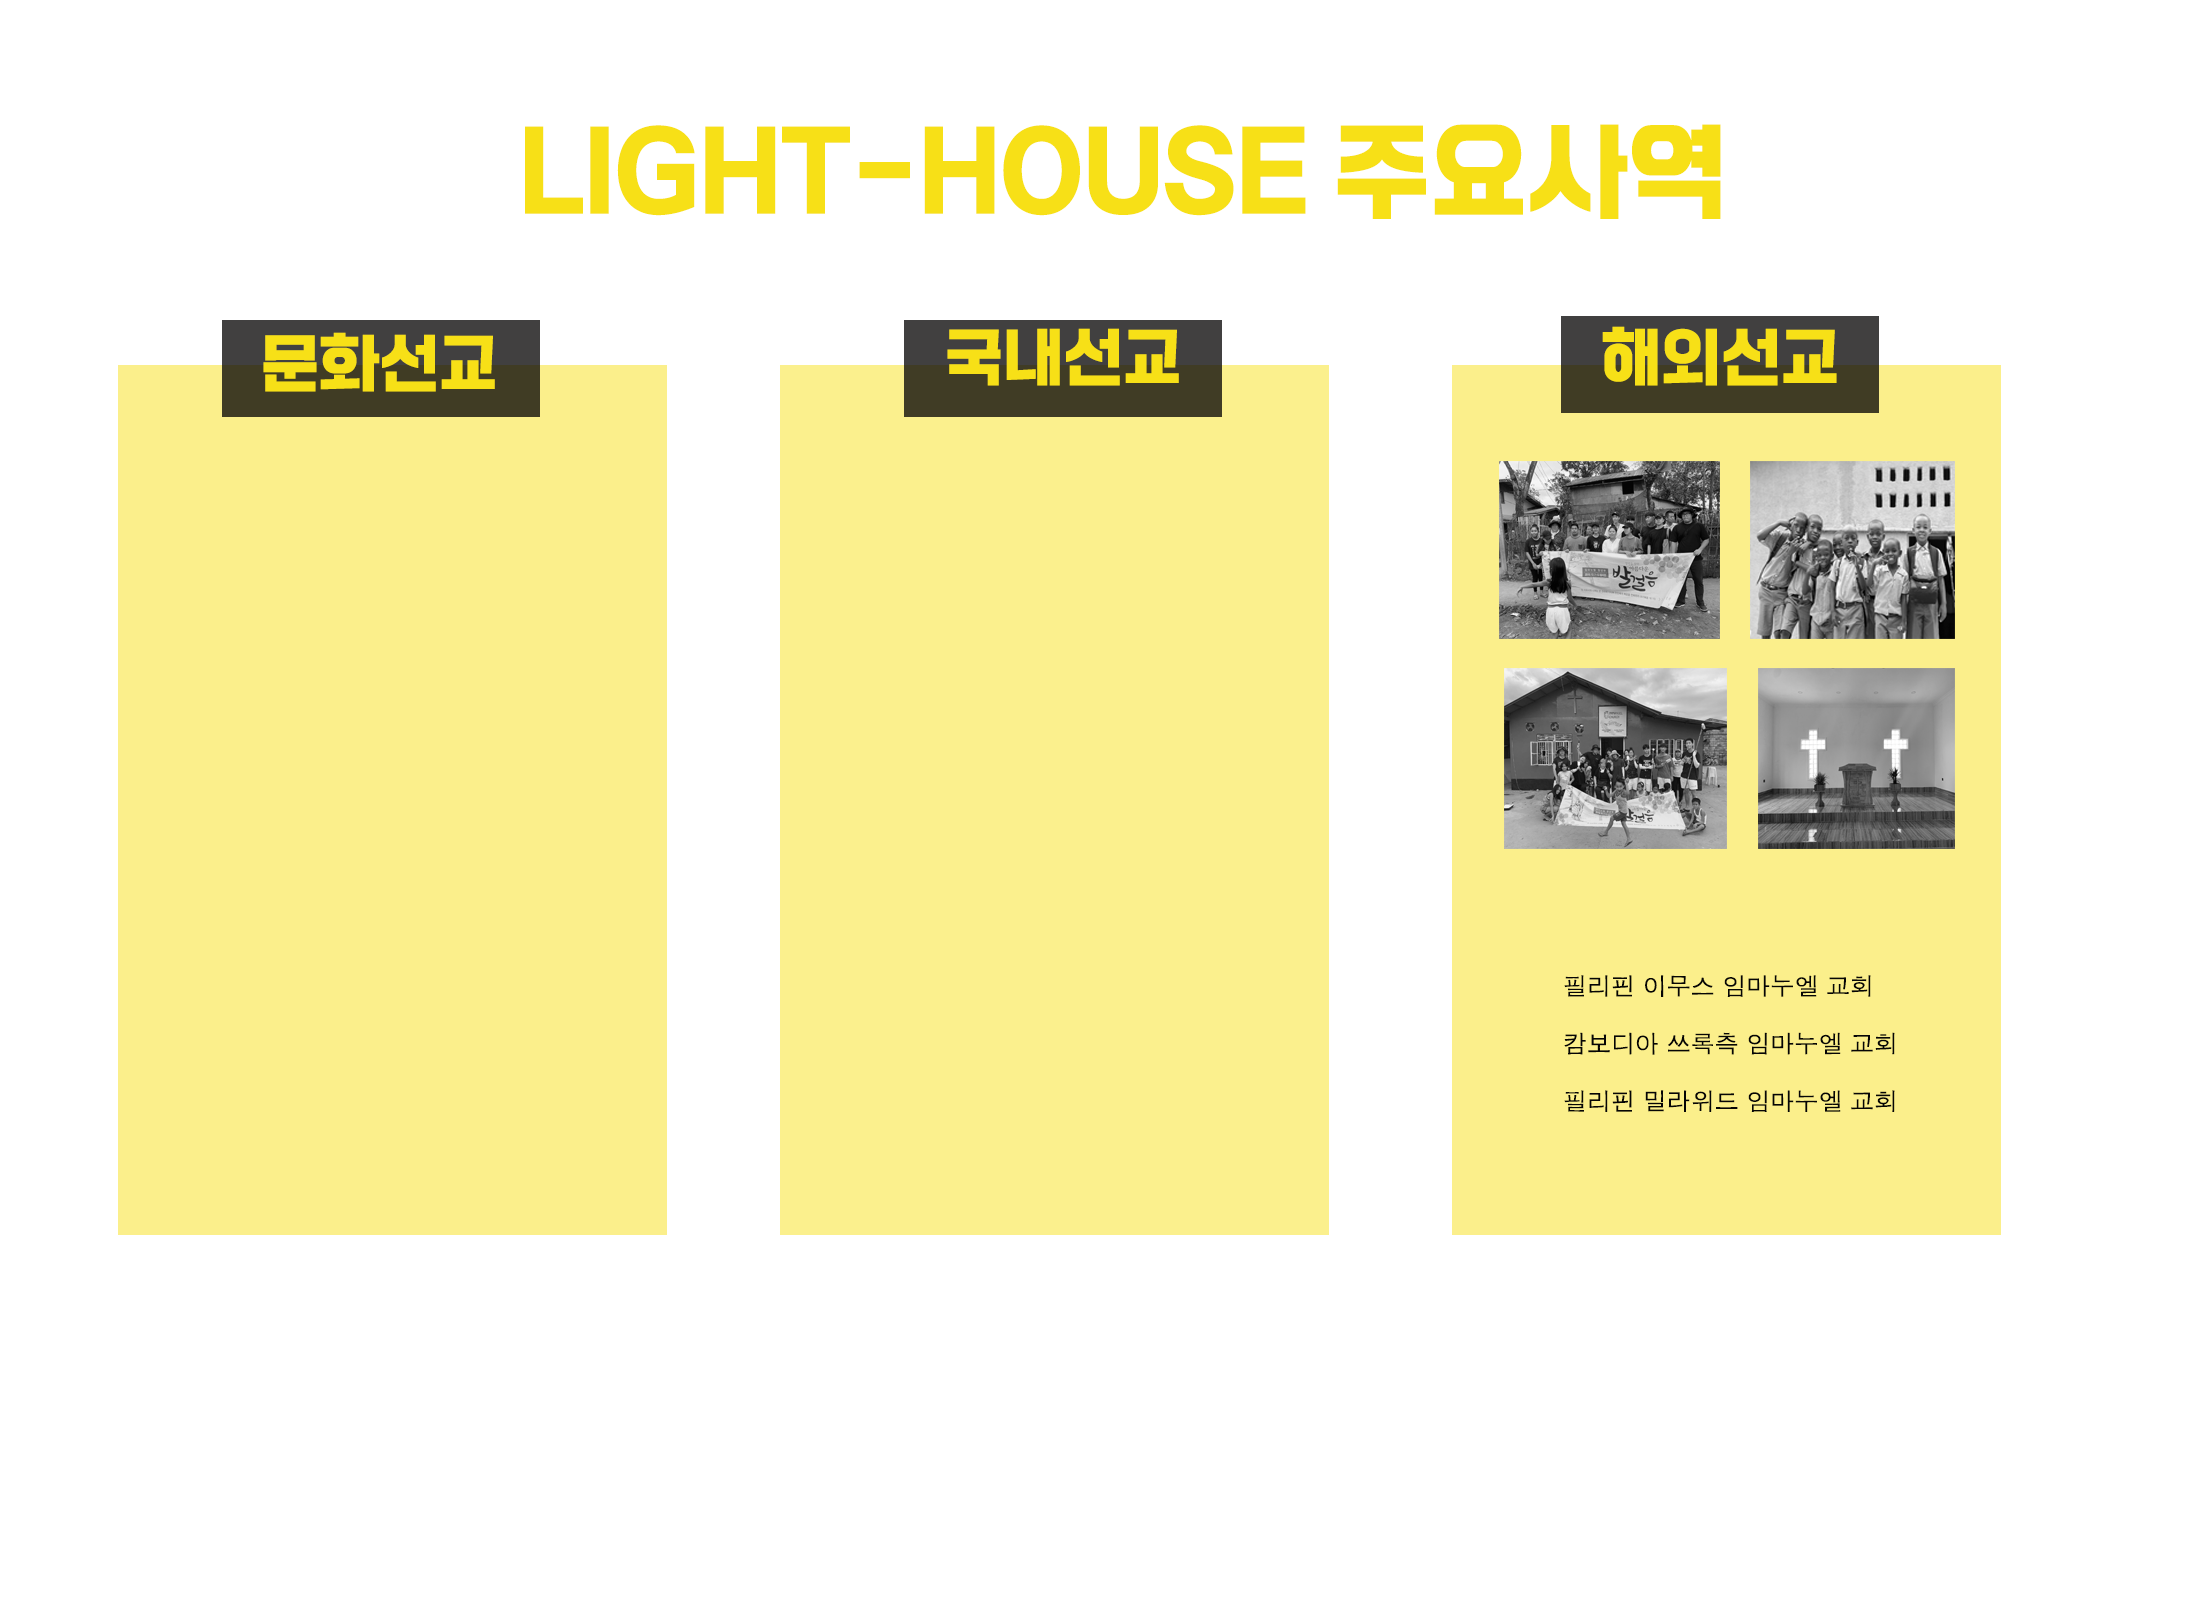 LIGHT-HOUSE 주요사역
문화선교
국내선교
해외선교
발걸음
발걸음
필리핀 이무스 임마누엘 교회
캄보디아 쓰록측 임마누엘 교회
필리핀 밀라위드 임마누엘 교회